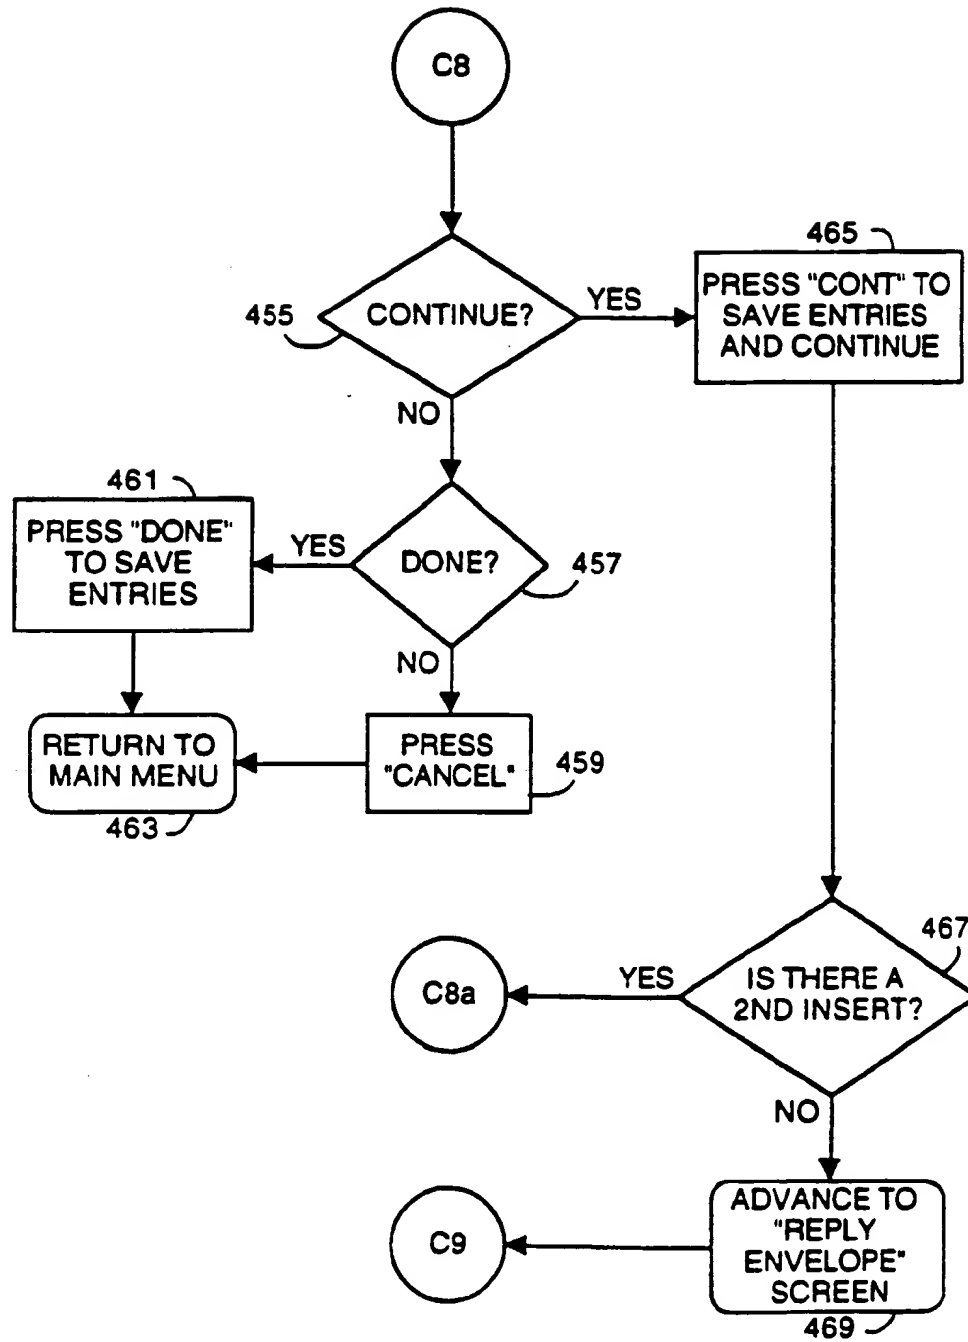 C8
465
PRESS "CONT" TO
SAVE ENTRIES
AND CONTINUE
CONTINUE?
YES
455
NO
461
PRESS "DONE"
TO SAVE
ENTRIES
YES
DONE?
457
NO
RETURN TO
MAIN MENU
463
PRESS
"CANCEL"
459
467
IS THERE A
2ND INSERT?
YES
C8a
NO
ADVANCE TO
"REPLY
ENVELOPE"
SCREEN
469
C9